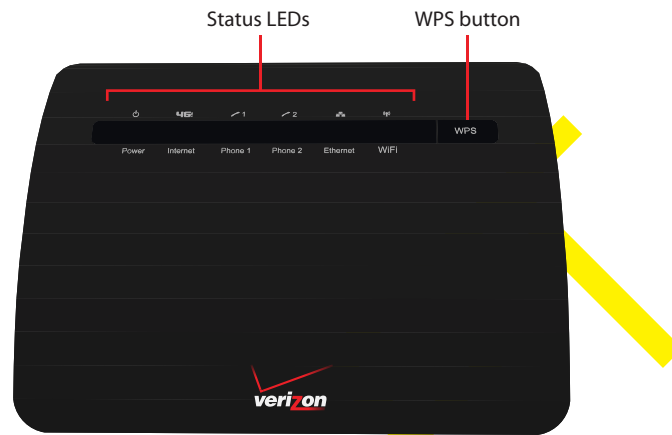 Status LEDs WPS button
4G 1 2
WPS
Power Internet Phone 1 Phone 2 Ethernet WiFi
verizon